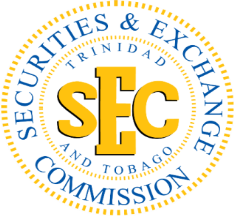 SECURITIES & EXCHANGE
TRINIDAD
SEC
AND TOBAGO
COMMISSION